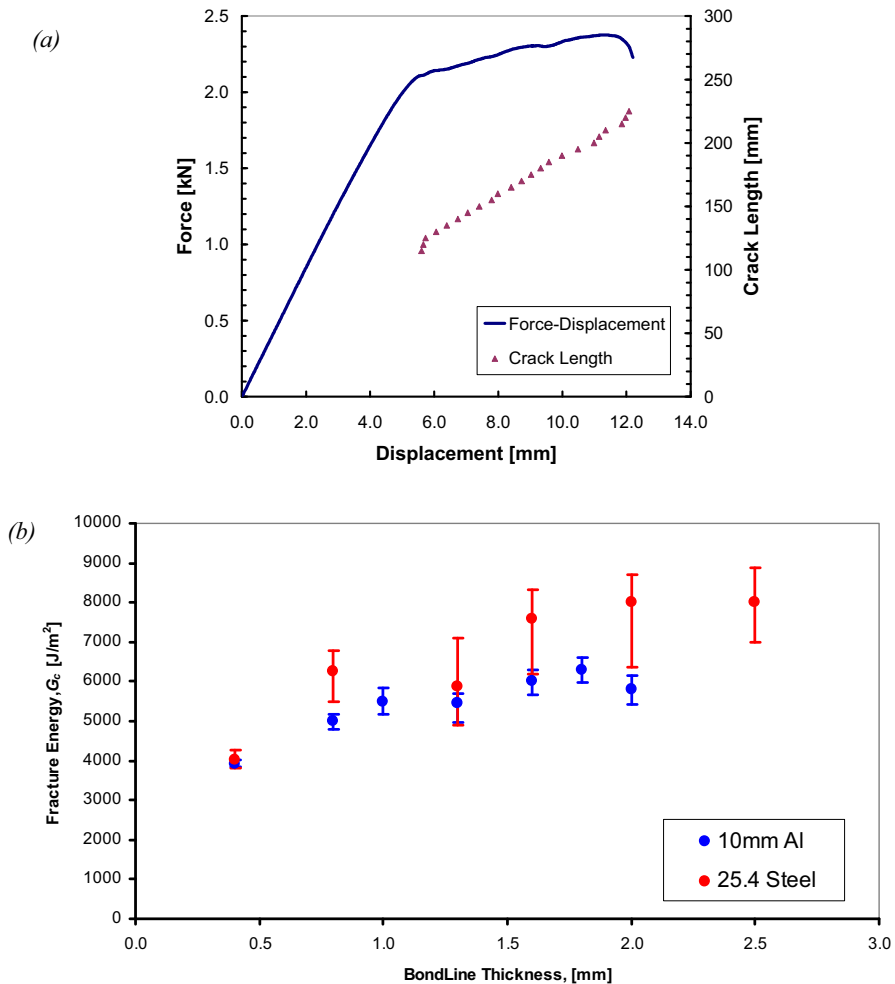 (a)
3.0
2.5
2.0
1.5
1.0
0.5
0.0
Force [kN]
300
250
200
150
100
50
0
Crack Length [mm]
Force-Displacement
Crack Length
0.0 2.0 4.0 6.0 8.0 10.0 12.0 14.0
Displacement [mm]
(b)
10000
9000
8000
7000
6000
5000
4000
3000
2000
1000
0
Fracture Energy,Gc [J/m²]
10mm Al
25.4 Steel
0.0 0.5 1.0 1.5 2.0 2.5 3.0
BondLine Thickness, [mm]